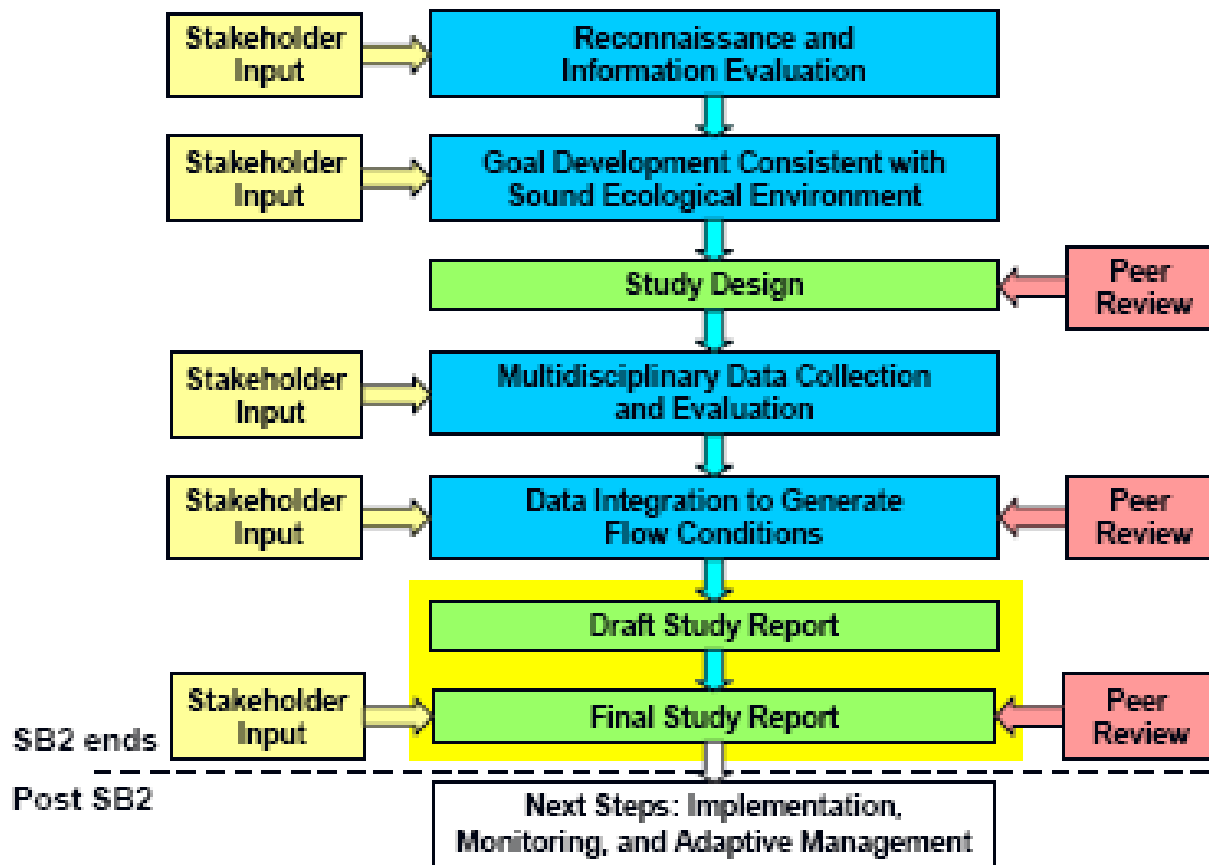 Stakeholder
Input
Reconnaissance and
Information Evaluation
Stakeholder
Input
Goal Development Consistent with
Sound Ecological Environment
Study Design
Peer
Review
Stakeholder
Input
Multidisciplinary Data Collection
and Evaluation
Stakeholder
Input
Data Integration to Generate
Flow Conditions
Peer
Review
Draft Study Report
Stakeholder
Input
Final Study Report
Peer
Review
SB2 ends
Post SB2
Next Steps: Implementation,
Monitoring, and Adaptive Management